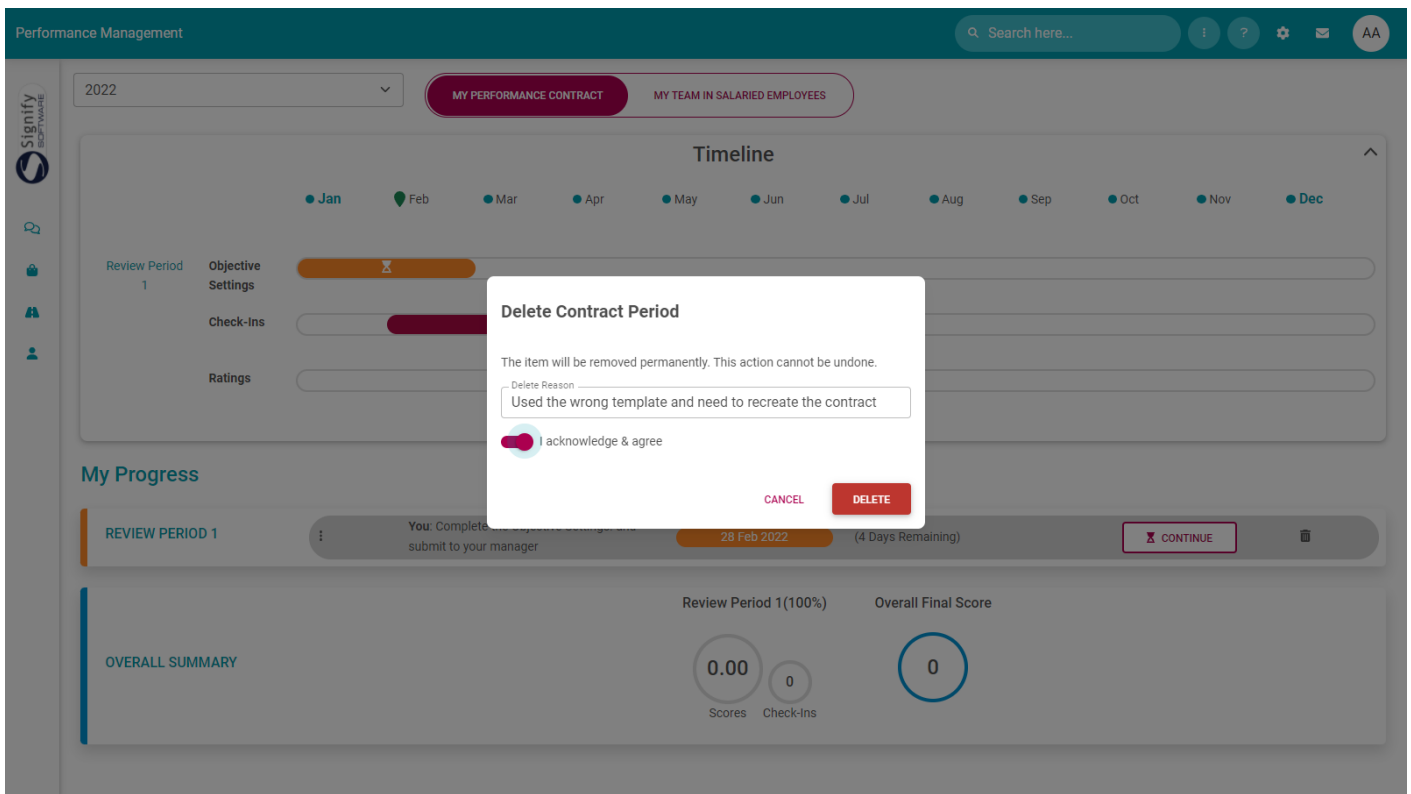 Performance Management
Search here...
AA
Signify
SOFTWARE
2022
MY PERFORMANCE CONTRACT
MY TEAM IN SALARIED EMPLOYEES
Timeline
Jan Feb Mar Apr May Jun Jul Aug Sep Oct Nov Dec
Review Period
1
Objective
Settings
Check-Ins
Ratings
Delete Contract Period
The item will be removed permanently. This action cannot be undone.
Delete Reason
Used the wrong template and need to recreate the contract
I acknowledge & agree
CANCEL
DELETE
My Progress
REVIEW PERIOD 1
You: Complete
submit to your manager
28 Feb 2022
(4 Days Remaining)
CONTINUE
Review Period 1(100%)
Overall Final Score
OVERALL SUMMARY
0.00
0
0
Scores
Check-Ins